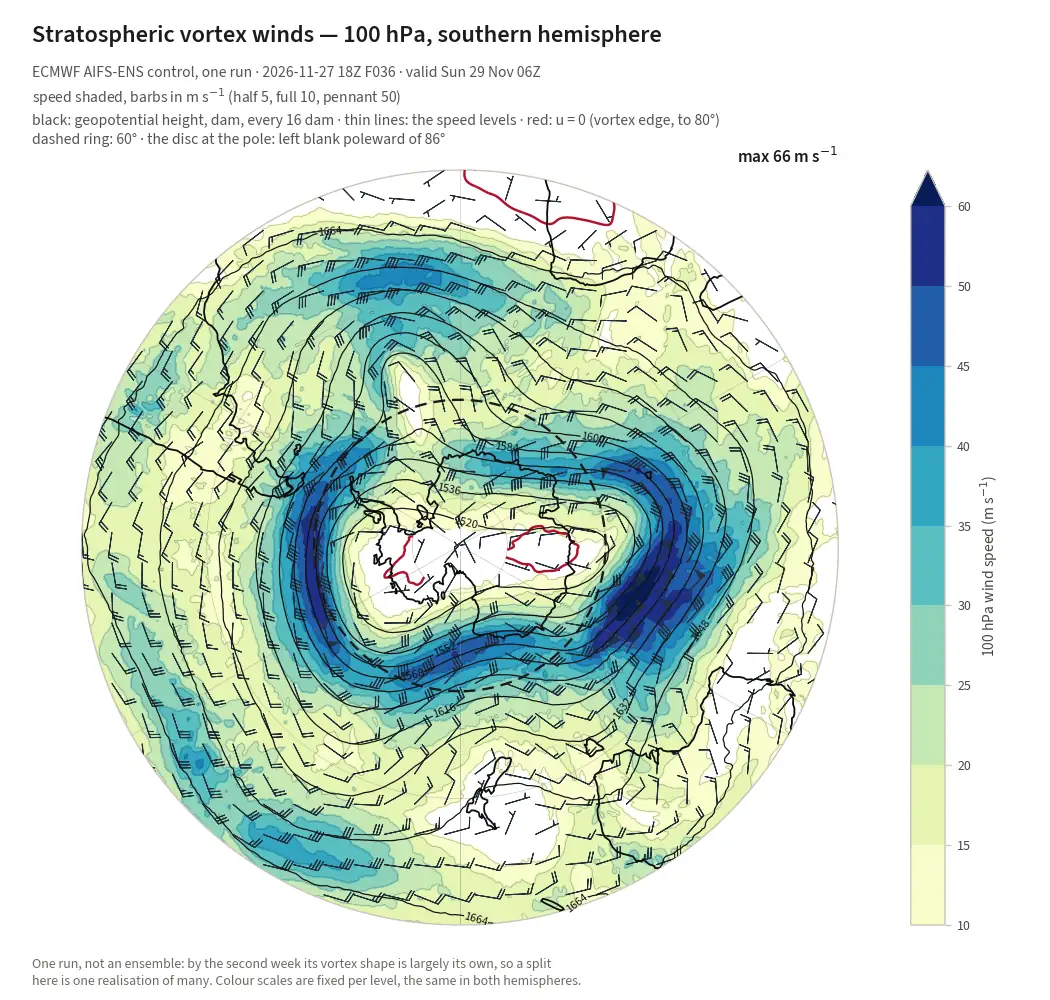 Stratospheric vortex winds — 100 hPa, southern hemisphere
ECMWF AIFS-ENS control, one run · 2026-11-27 18Z F036 · valid Sun 29 Nov 06Z
speed shaded, barbs in m s⁻¹ (half 5, full 10, pennant 50)
black: geopotential height, dam, every 16 dam · thin lines: the speed levels · red: u = 0 (vortex edge, to 80°)
dashed ring: 60° · the disc at the pole: left blank poleward of 86°
max 66 m s⁻¹
60
50
45
40
35
30
25
20
15
10
100 hPa wind speed (m s⁻¹)
1664
1584
1600
1536
1520
1552
1568
1616
1648
1632
1664
1664
One run, not an ensemble: by the second week its vortex shape is largely its own, so a split
here is one realisation of many. Colour scales are fixed per level, the same in both hemispheres.